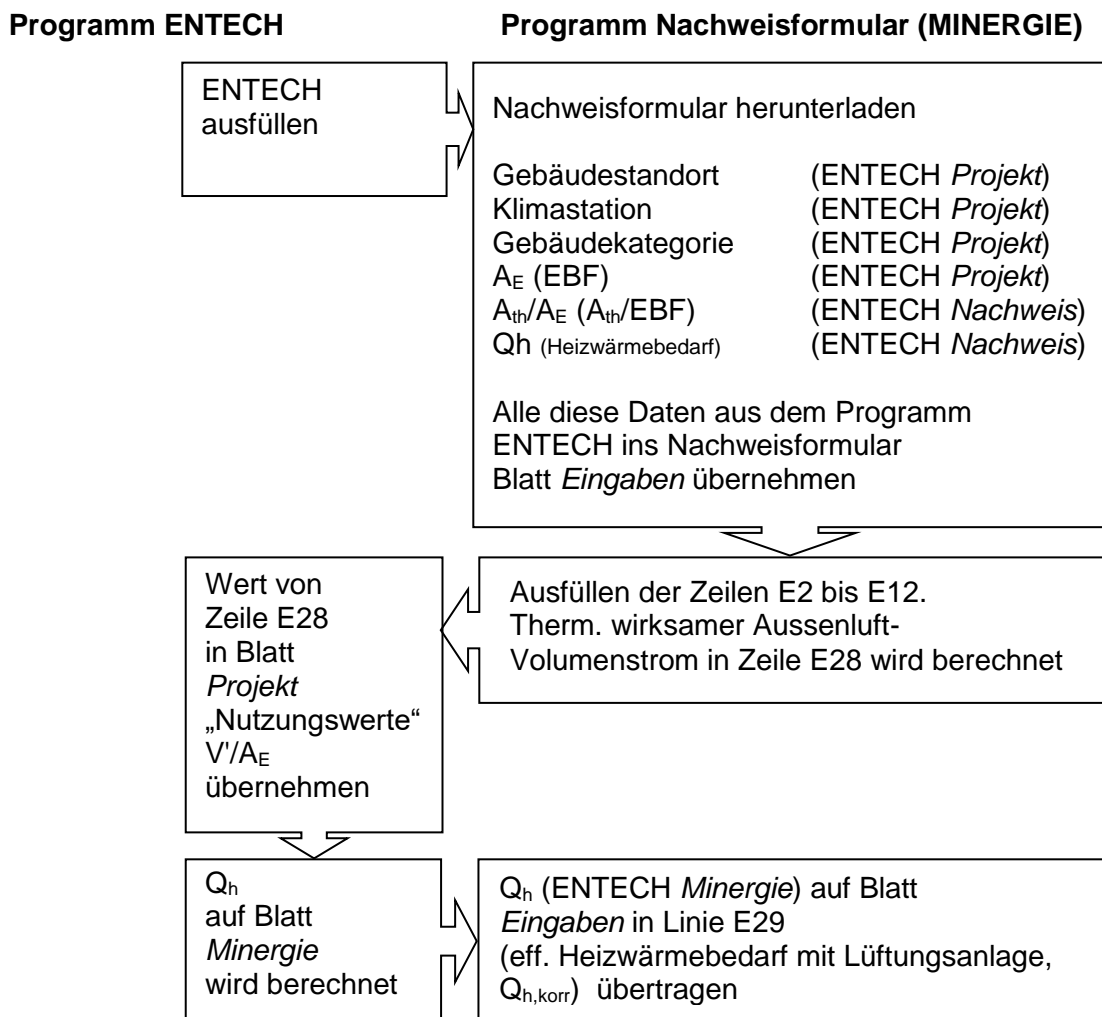 Programm ENTECH
Programm Nachweisformular (MINERGIE)
ENTECH
ausfüllen
Nachweisformular herunterladen
Gebäudestandort (ENTECH Projekt)
Klimastation (ENTECH Projekt)
Gebäudekategorie (ENTECH Projekt)
AE (EBF) (ENTECH Projekt)
Ath/AE (Ath/EBF) (ENTECH Nachweis)
Qh (Heizwärmebedarf) (ENTECH Nachweis)
Alle diese Daten aus dem Programm
ENTECH ins Nachweisformular
Blatt Eingaben übernehmen
Ausfüllen der Zeilen E2 bis E12.
Therm. wirksamer Aussenluft-
Volumenstrom in Zeile E28 wird berechnet
Wert von
Zeile E28
in Blatt
Projekt
„Nutzungswerte“
V'/AE
übernehmen
Qh
auf Blatt
Minergie
wird berechnet
Qh (ENTECH Minergie) auf Blatt
Eingaben in Linie E29
(eff. Heizwärmebedarf mit Lüftungsanlage,
Qh,korr) übertragen